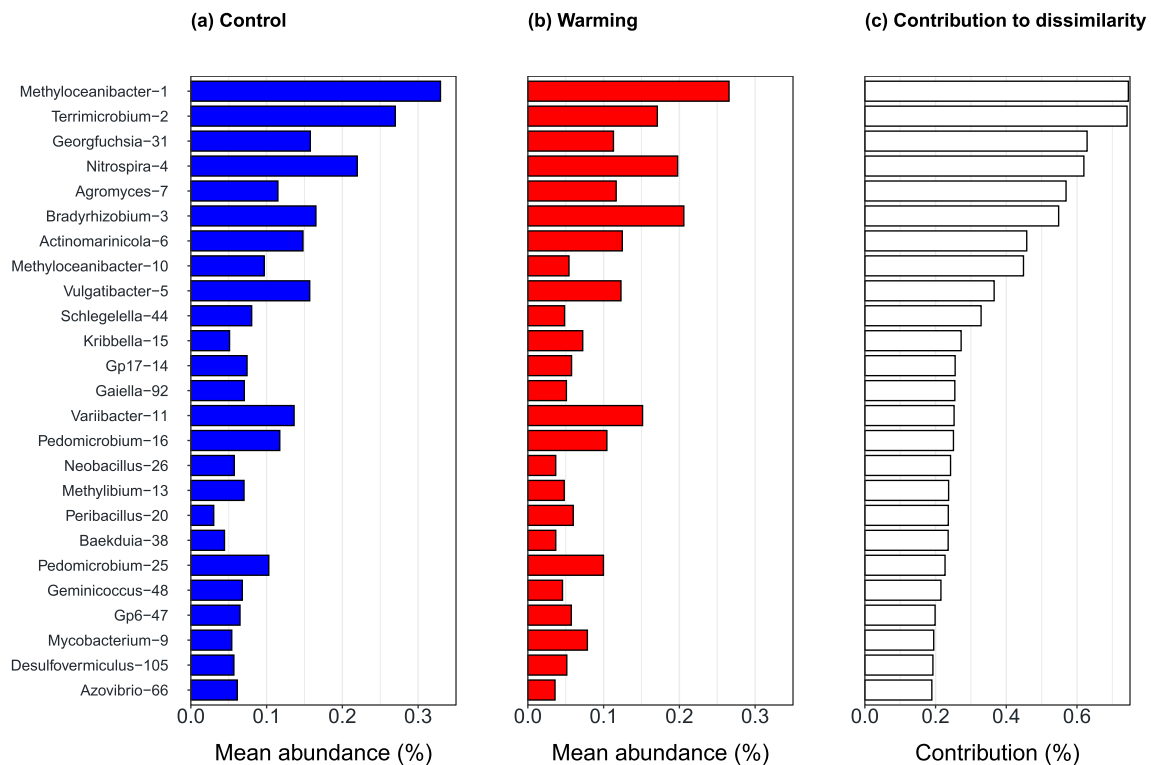 (a) Control (b) Warming (c) Contribution to dissimilarity
Methyloceanibacter−1
Terrimicrobium−2
Georgfuchsia−31
Nitrospira−4
Agromyces−7
Bradyrhizobium−3
Actinomarinicola−6
Methyloceanibacter−10
Vulgatibacter−5
Schlegelella−44
Kribbella−15
Gp17−14
Gaiella−92
Variibacter−11
Pedomicrobium−16
Neobacillus−26
Methylibium−13
Peribacillus−20
Baekduia−38
Pedomicrobium−25
Geminicoccus−48
Gp6−47
Mycobacterium−9
Desulfovermiculus−105
Azovibrio−66
0.0 0.1 0.2 0.3 0.0 0.1 0.2 0.3 0.0 0.2 0.4 0.6
Mean abundance (%) Mean abundance (%) Contribution (%)